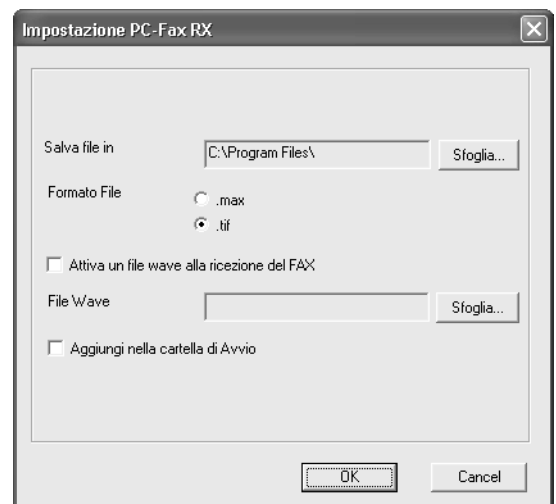 Impostazione PC-Fax RX
Salva file in
C:\Program Files\
Sfoglia...
Formato File
.max
.tif
Attiva un file wave alla ricezione del FAX
File Wave
Sfoglia...
Aggiungi nella cartella di Avvio
OK
Cancel